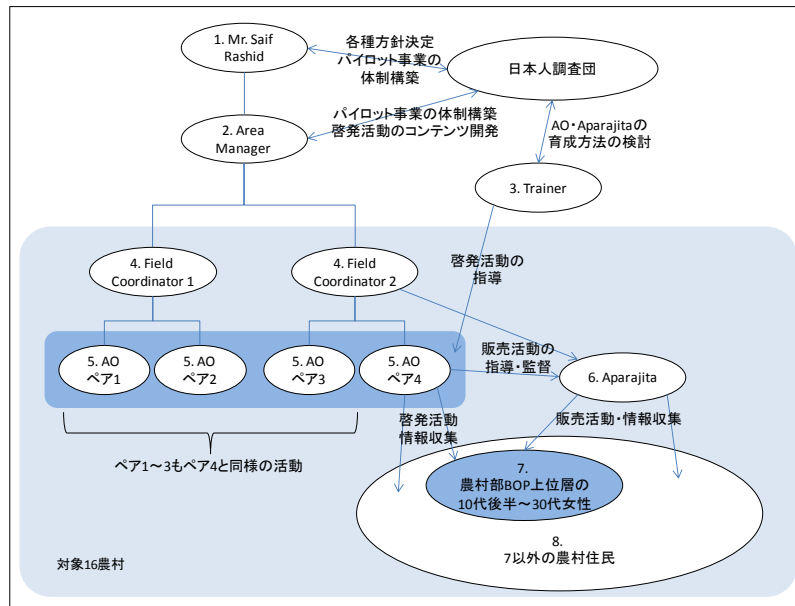 1. Mr. Saif
Rashid
各種方針決定
パイロット事業の
体制構築
日本人調査団
パイロット事業の体制構築
啓発活動のコンテンツ開発
2. Area
Manager
AO・Aparajitaの
育成方法の検討
3. Trainer
4. Field
Coordinator 1
4. Field
Coordinator 2
啓発活動の
指導
5. AO
ペア1
5. AO
ペア2
5. AO
ペア3
5. AO
ペア4
販売活動の
指導・監督
6. Aparajita
啓発活動
情報収集
販売活動・情報収集
ペア1～3もペア4と同様の活動
7.
農村部BOP上位層の
10代後半～30代女性
8.
7以外の農村住民
対象16農村